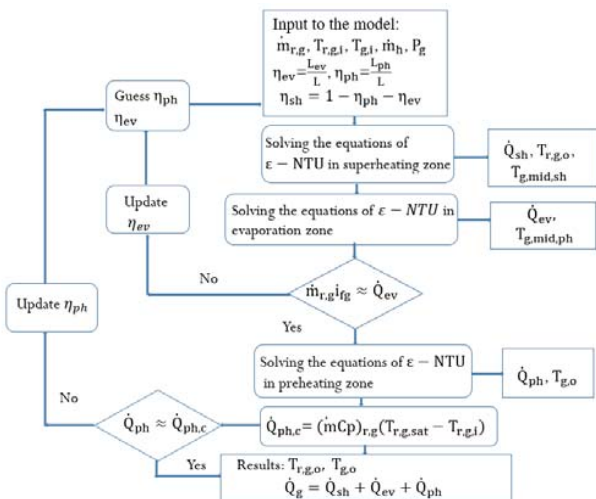 Input to the model:
ṁr,g, Tr,g,i, Tg,i, ṁh, Pg
ηev=Lev/L, ηph=Lph/L
ηsh = 1 − ηph − ηev
Guess ηph
ηev
Solving the equations of
ε − NTU in superheating zone
Q̇sh, Tr,g,o,
Tg,mid,sh
Update
ηev
Solving the equations of ε − NTU in
evaporation zone
Q̇ev,
Tg,mid,ph
No
ṁr,gifg ≈ Q̇ev
Update ηph
Yes
Solving the equations of ε − NTU
in preheating zone
Q̇ph, Tg,o
No
Q̇ph ≈ Q̇ph,c
Q̇ph,c= (ṁCp)r,g(Tr,g,sat − Tr,g,i)
Yes
Results: Tr,g,o, Tg,o
Q̇g = Q̇sh + Q̇ev + Q̇ph